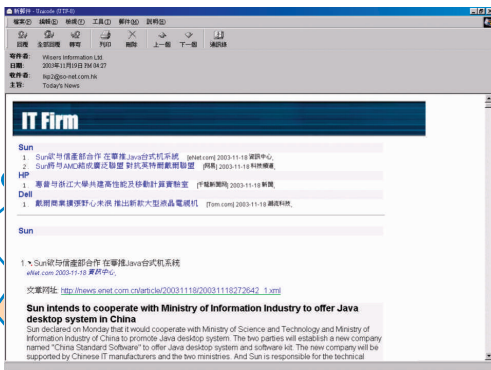 新郵件 - Unicode (UTF-8)
檔案(F) 編輯(E) 檢視(V) 工具(T) 郵件(M) 說明(H)
回覆 全部回覆 轉寄 列印 刪除 上一個 下一個 通訊錄
寄件者: Wisers Information Ltd.
日期: 2003年11月19日 PM 04:27
收件者: lkp2@so-net.com.hk
主旨: Today's News
IT Firm
Sun
1. Sun欲与信產部合作 在華推Java台式机系統 [eNet.com] 2003-11-18 資訊中心,
2. Sun將与AMD結成廣泛聯盟 對抗英特爾戴爾聯盟 [网易] 2003-11-18 科技頻道,
HP
1. 惠普与浙江大學共建高性能及移動計算實驗室 [千龍新聞网] 2003-11-18 新聞,
Dell
1. 戴爾商業擴張野心未泯 推出新款大型液晶電視机 [Tom.com] 2003-11-18 潮流科技,
Sun
1. Sun欲与信產部合作 在華推Java台式机系統
eNet.com 2003-11-18 資訊中心,
文章网址: http://news.enet.com.cn/article/20031118/20031118272642_1.xml
Sun intends to cooperate with Ministry of Information Industry to offer Java
desktop system in China
Sun declared on Monday that it would cooperate with Ministry of Science and Technology and Ministry of
Information Industry of China to promote Java desktop system. The two parties will establish a new company
named "China Standard Software" to offer Java desktop system and software kit. The new company will be
supported by Chinese IT manufacturers and the two ministries. And Sun is responsible for the technical